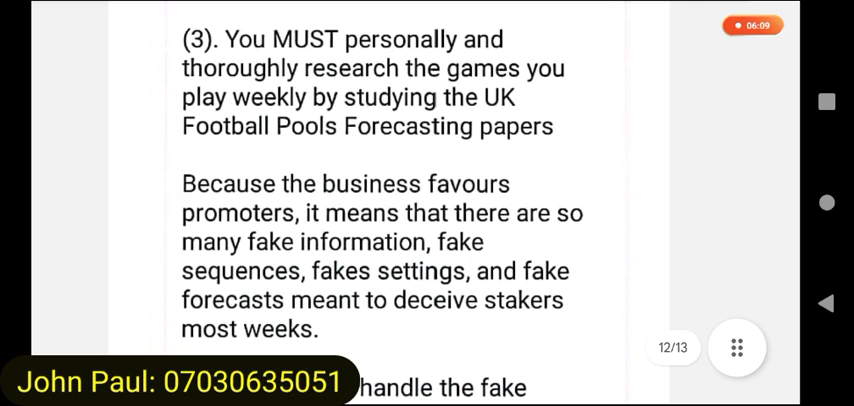 06:09
(3). You MUST personally and
thoroughly research the games you
play weekly by studying the UK
Football Pools Forecasting papers
Because the business favours
promoters, it means that there are so
many fake information, fake
sequences, fakes settings, and fake
forecasts meant to deceive stakers
most weeks.
12/13
John Paul: 07030635051
handle the fake